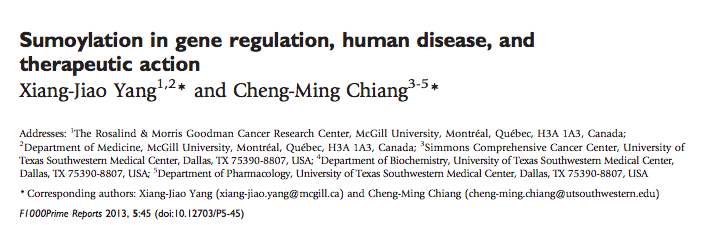 Sumoylation in gene regulation, human disease, and
therapeutic action
Xiang-Jiao Yang1,2* and Cheng-Ming Chiang3-5*
Addresses: 1The Rosalind & Morris Goodman Cancer Research Center, McGill University, Montréal, Québec, H3A 1A3, Canada;
2Department of Medicine, McGill University, Montréal, Québec, H3A 1A3, Canada; 3Simmons Comprehensive Cancer Center, University of
Texas Southwestern Medical Center, Dallas, TX 75390-8807, USA; 4Department of Biochemistry, University of Texas Southwestern Medical Center,
Dallas, TX 75390-8807, USA; 5Department of Pharmacology, University of Texas Southwestern Medical Center, Dallas, TX 75390-8807, USA
* Corresponding authors: Xiang-Jiao Yang (xiang-jiao.yang@mcgill.ca) and Cheng-Ming Chiang (cheng-ming.chiang@utsouthwestern.edu)
F1000Prime Reports 2013, 5:45 (doi:10.12703/P5-45)